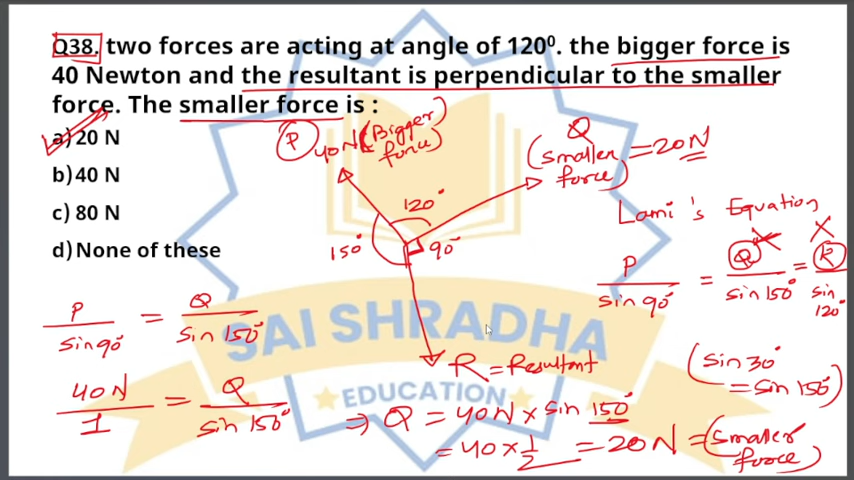 Q38. two forces are acting at angle of 120⁰. the bigger force is
40 Newton and the resultant is perpendicular to the smaller
force. The smaller force is :
a) 20 N
b) 40 N
c) 80 N
d) None of these
P 40N (Bigger
force)
Q
(smaller
force) = 20N
120°
150°
90°
R = Resultant
Lami's Equation
P/sin 90° = Q/sin 150° = R/sin 120°
(sin 30°
= sin 150°)
P/sin 90° = Q/sin 150°
40N/1 = Q/sin 150°
⇒ Q = 40N × sin 150°
= 40 × 1/2 = 20N = (smaller
force)
SAI SHRADHA
EDUCATION